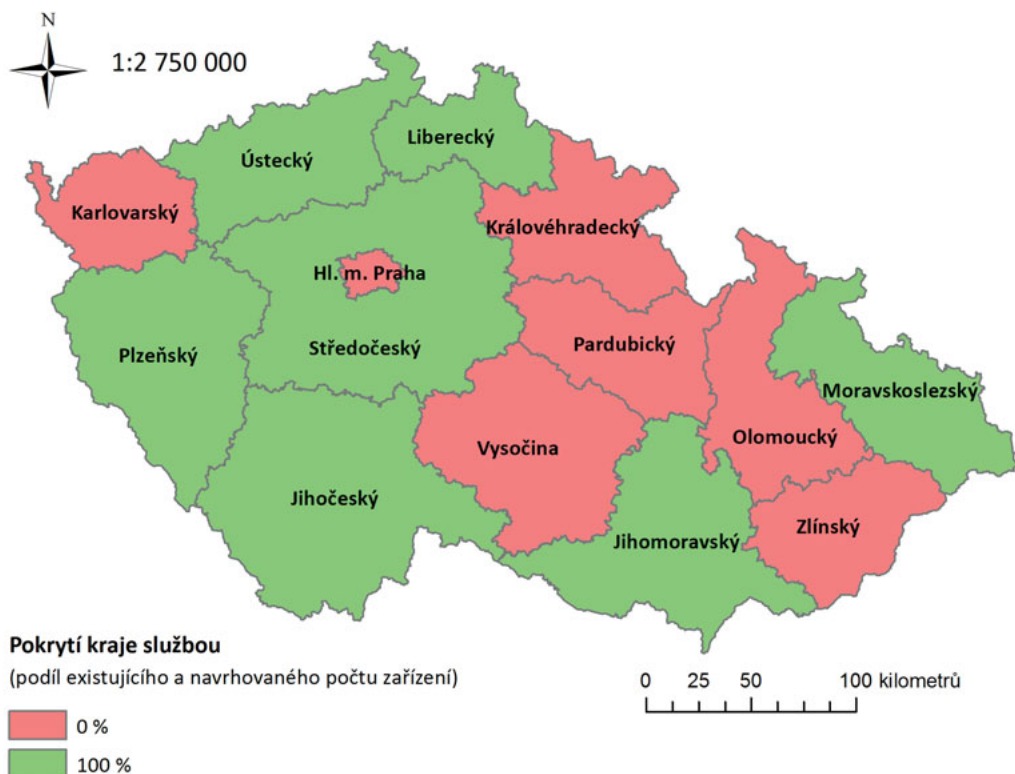 N
1:2 750 000
Liberecký
Ústecký
Karlovarský
Královéhradecký
Hl. m. Praha
Plzeňský
Středočeský
Pardubický
Moravskoslezský
Olomoucký
Vysočina
Jihočeský
Zlínský
Jihomoravský
Pokrytí kraje službou
(podíl existujícího a navrhovaného počtu zařízení)
0 25 50 100 kilometrů
0 %
100 %